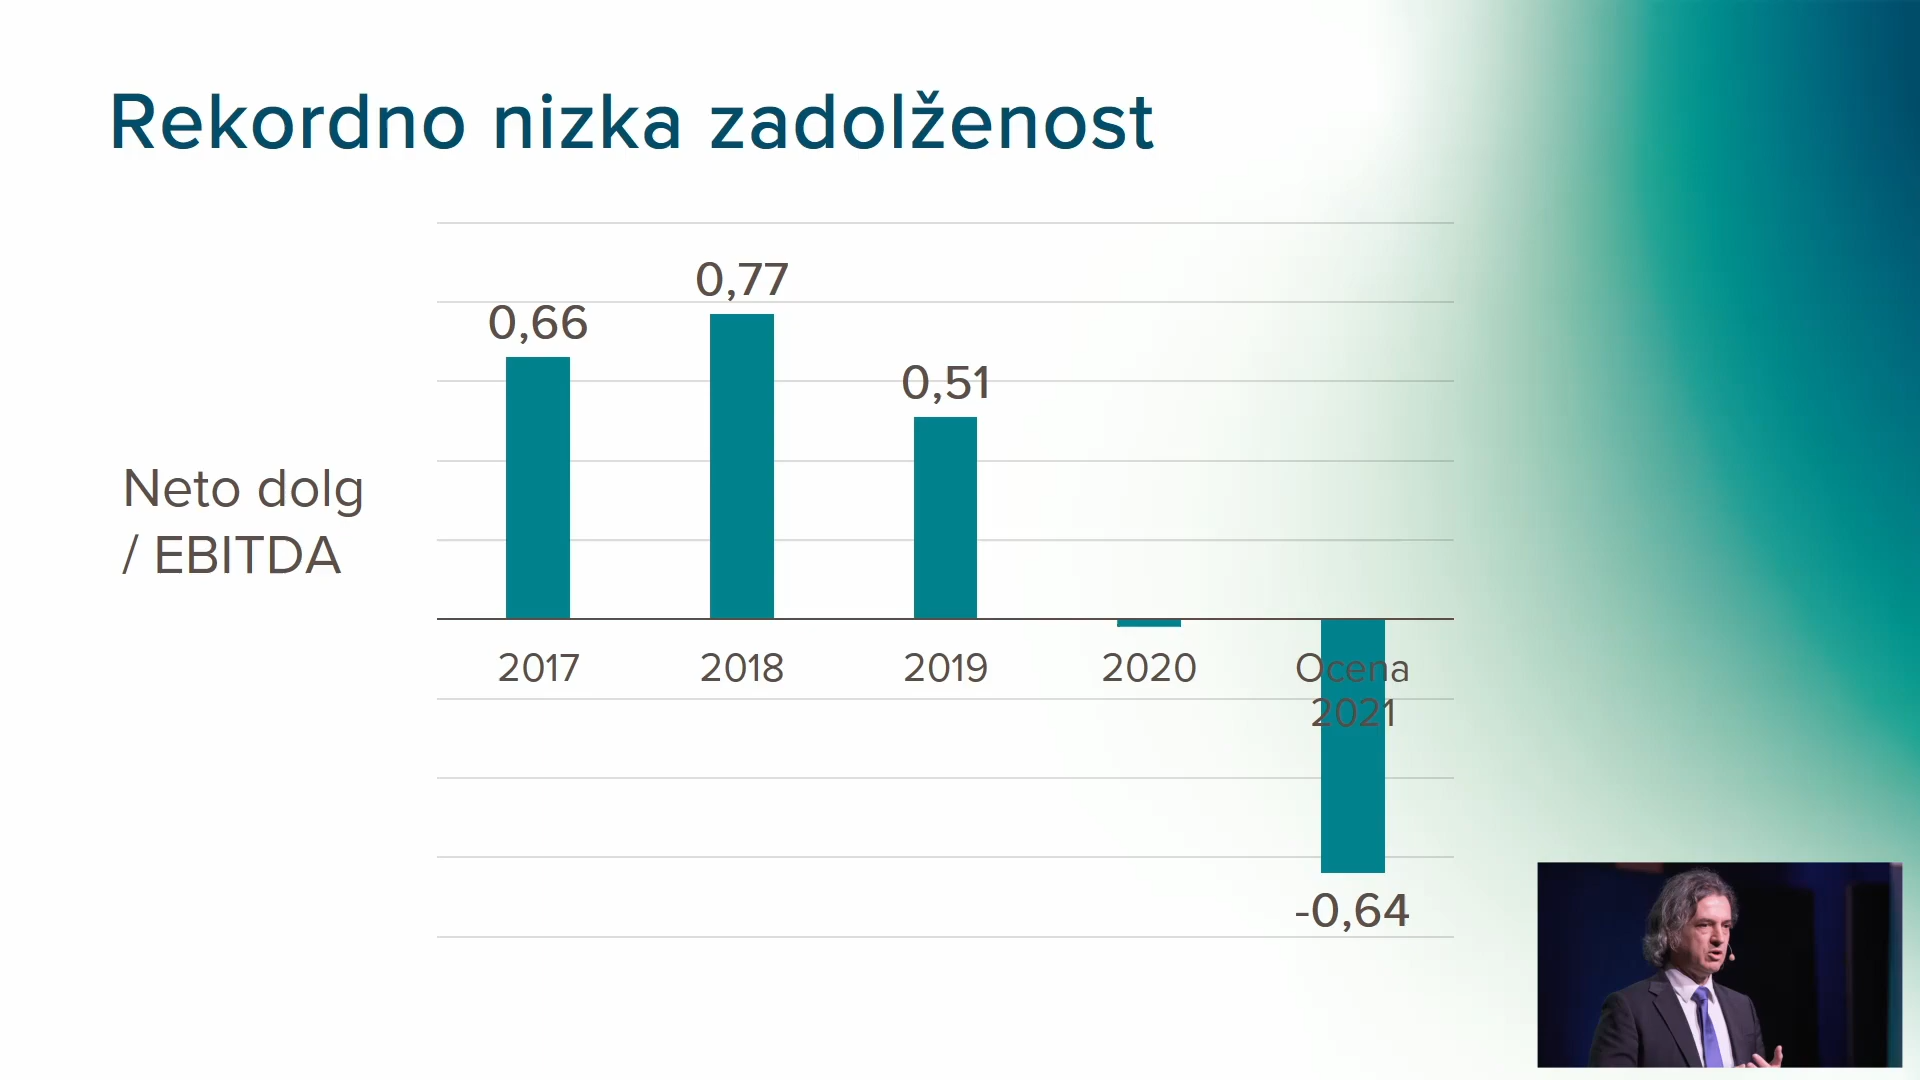 Rekordno nizka zadolženost
0,77
0,66
0,51
Neto dolg
/ EBITDA
2017 2018 2019 2020 Ocena
2021
-0,64